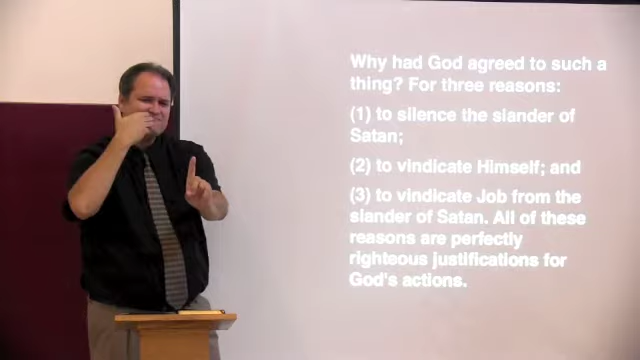 Why had God agreed to such a
thing? For three reasons:
(1) to silence the slander of
Satan;
(2) to vindicate Himself; and
(3) to vindicate Job from the
slander of Satan. All of these
reasons are perfectly
righteous justifications for
God's actions.